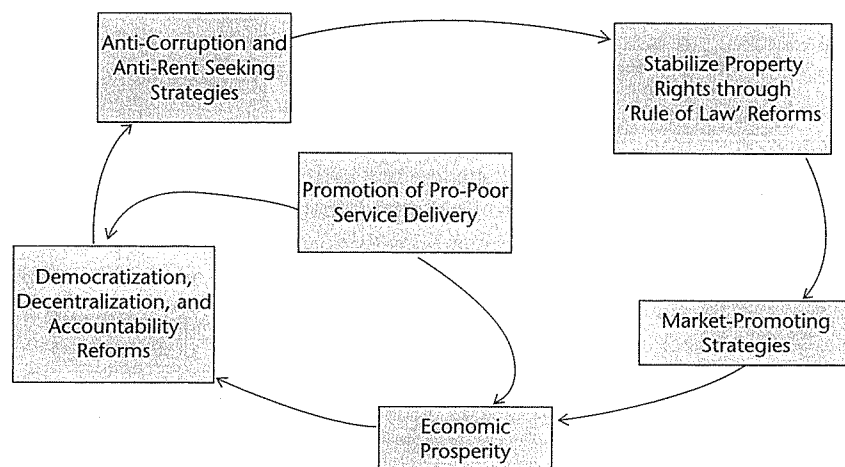 Anti-Corruption and
Anti-Rent Seeking
Strategies
Stabilize Property
Rights through
'Rule of Law' Reforms
Promotion of Pro-Poor
Service Delivery
Democratization,
Decentralization, and
Accountability
Reforms
Market-Promoting
Strategies
Economic
Prosperity